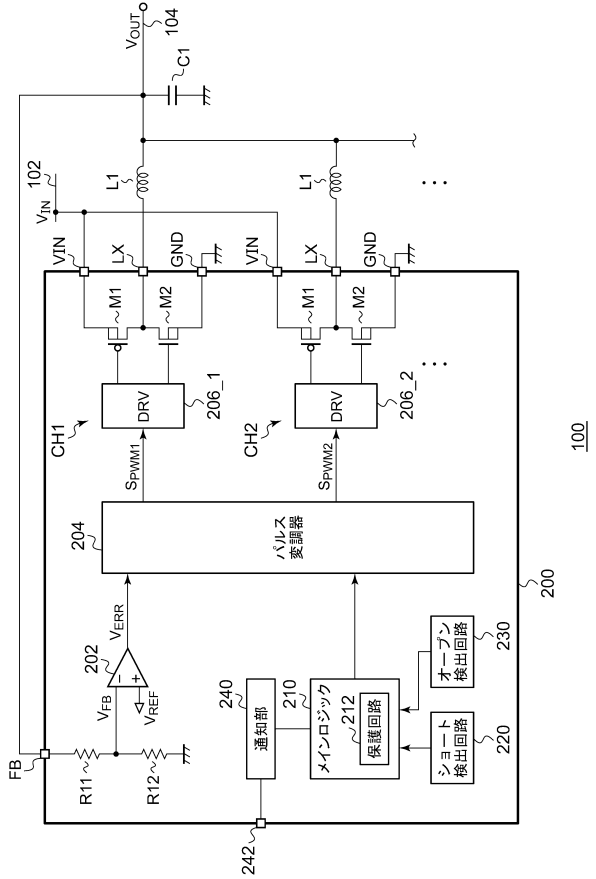 100
VOUT
104
C1
102
VIN
L1
L1
...
VIN
LX
GND
VIN
LX
GND
M1
M2
M1
M2
...
CH1
DRV
206_1
CH2
DRV
206_2
SPWM1
SPWM2
204
パルス
変調器
200
VERR
202
−
+
VFB
VREF
FB
R11
R12
240
通知部
242
210
メインロジック
212
保護回路
230
オープン
検出回路
220
ショート
検出回路